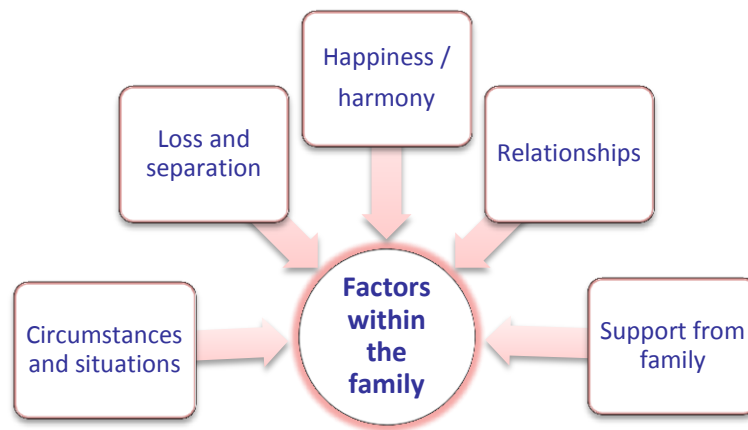 Happiness /
harmony
Loss and
separation
Relationships
Circumstances
and situations
Factors
within
the
family
Support from
family